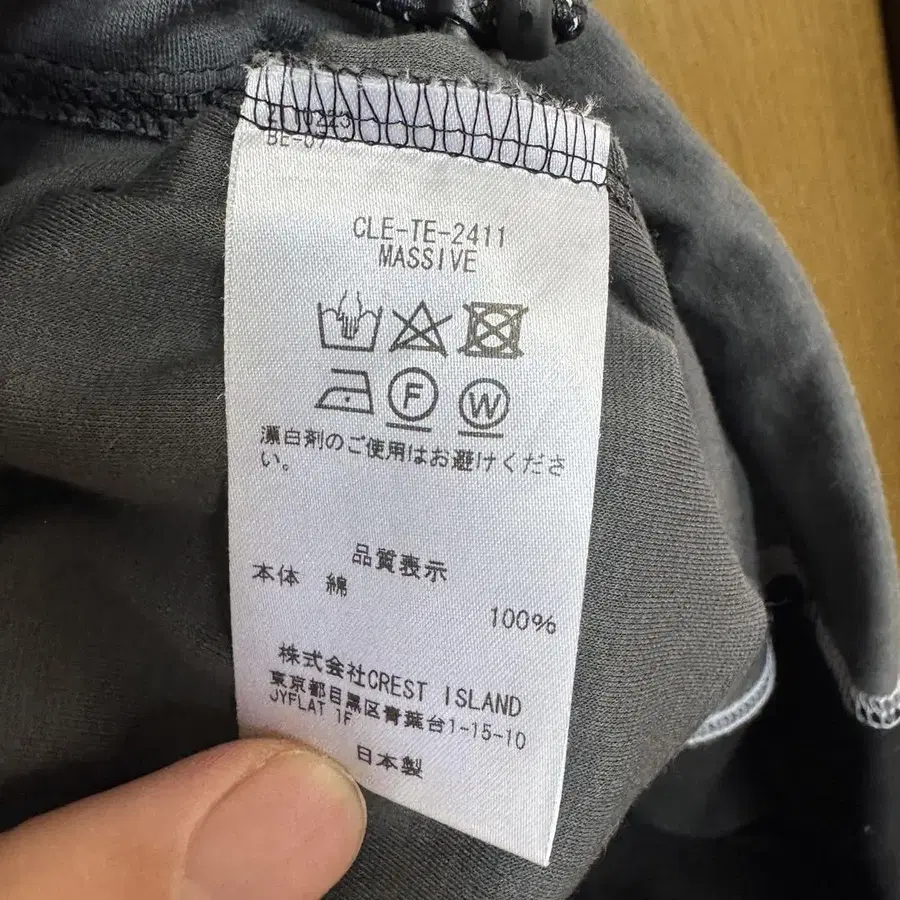 BE-07
CLE-TE-2411
MASSIVE
F W
漂白剤のご使用はお避けくださ
い。
品質表示
本体 綿
100%
株式会社CREST ISLAND
東京都目黒区青葉台1-15-10
JYFLAT 1F
日本製